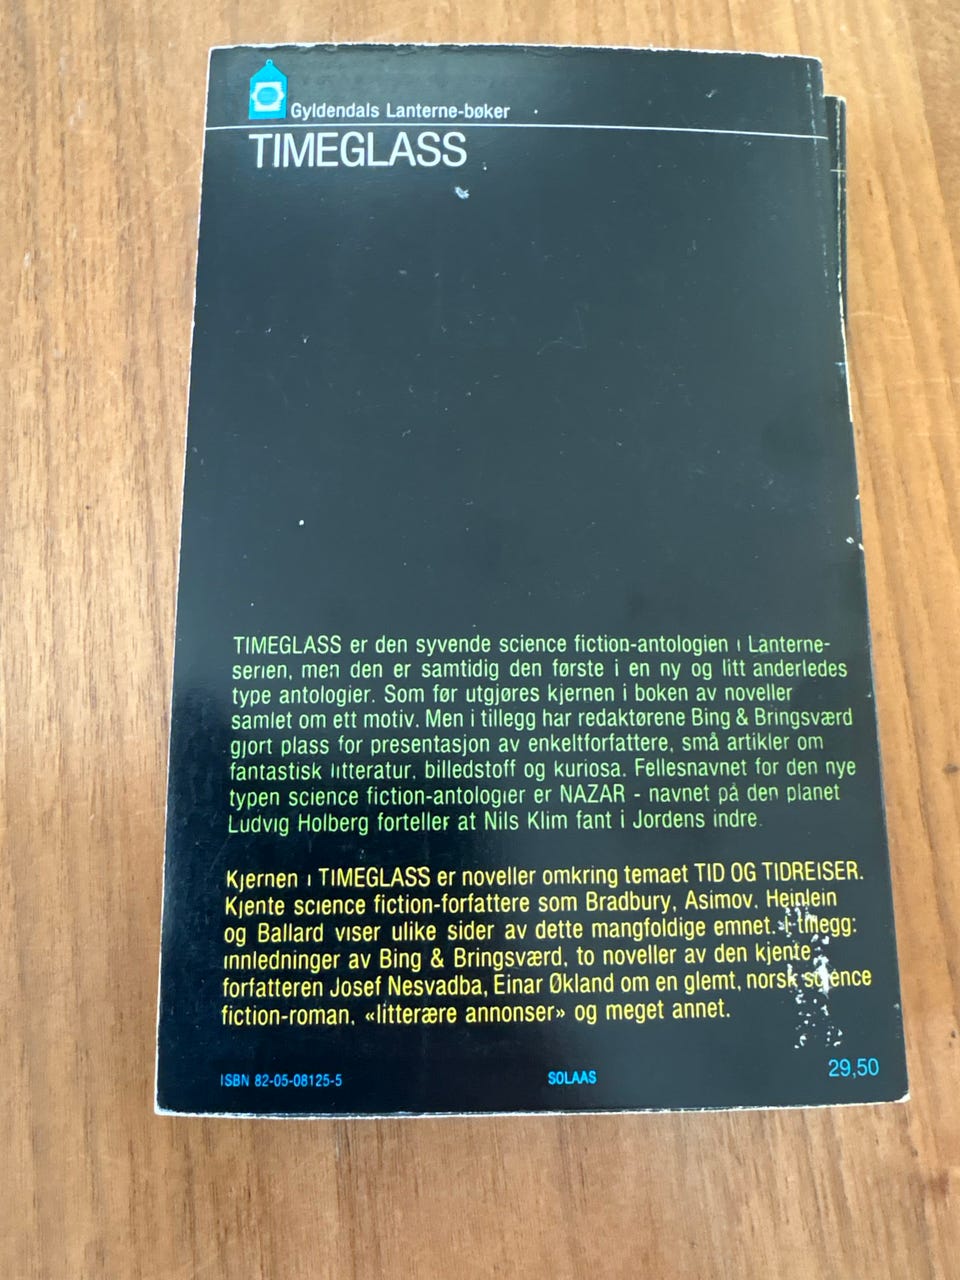 Gyldendals Lanterne-bøker
TIMEGLASS
TIMEGLASS er den syvende science fiction-antologien i Lanterne-
serien, men den er samtidig den første i en ny og litt anderledes
type antologier. Som før utgjøres kjernen i boken av noveller
samlet om ett motiv. Men i tillegg har redaktørene Bing & Bringsværd
gjort plass for presentasjon av enkeltforfattere, små artikler om
fantastisk litteratur, billedstoff og kuriosa. Fellesnavnet for den nye
typen science fiction-antologier er NAZAR - navnet på den planet
Ludvig Holberg forteller at Nils Klim fant i Jordens indre.
Kjernen i TIMEGLASS er noveller omkring temaet TID OG TIDREISER.
Kjente science fiction-forfattere som Bradbury, Asimov, Heinlein
og Ballard viser ulike sider av dette mangfoldige emnet. I tillegg:
innledninger av Bing & Bringsværd, to noveller av den kjente
forfatteren Josef Nesvadba, Einar Økland om en glemt, norsk science
fiction-roman, «litterære annonser» og meget annet.
ISBN 82-05-08125-5
SOLAAS
29,50